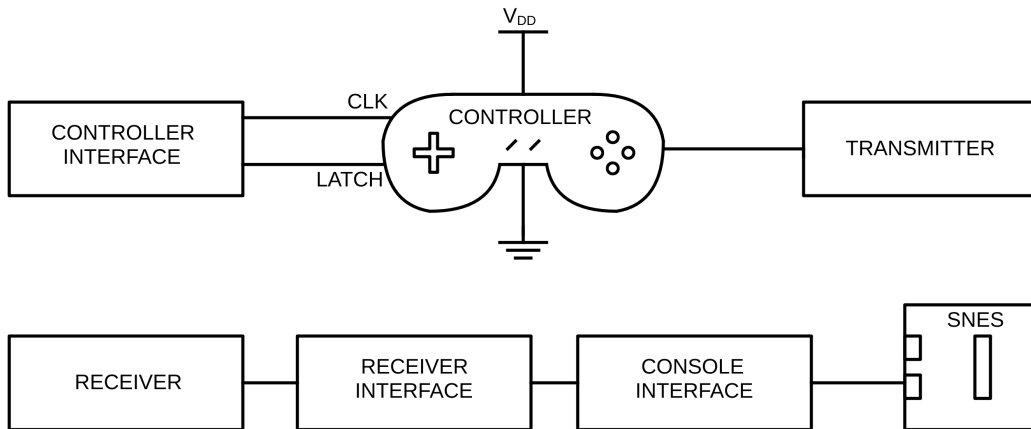 V_DD
CLK
CONTROLLER
CONTROLLER
INTERFACE
TRANSMITTER
LATCH
SNES
RECEIVER
RECEIVER
INTERFACE
CONSOLE
INTERFACE